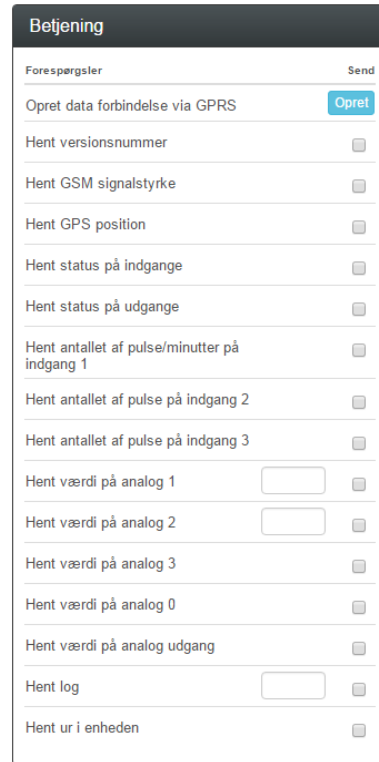 Betjening
Forespørgsler Send
Opret data forbindelse via GPRS Opret
Hent versionsnummer
Hent GSM signalstyrke
Hent GPS position
Hent status på indgange
Hent status på udgange
Hent antallet af pulse/minutter på
indgang 1
Hent antallet af pulse på indgang 2
Hent antallet af pulse på indgang 3
Hent værdi på analog 1
Hent værdi på analog 2
Hent værdi på analog 3
Hent værdi på analog 0
Hent værdi på analog udgang
Hent log
Hent ur i enheden